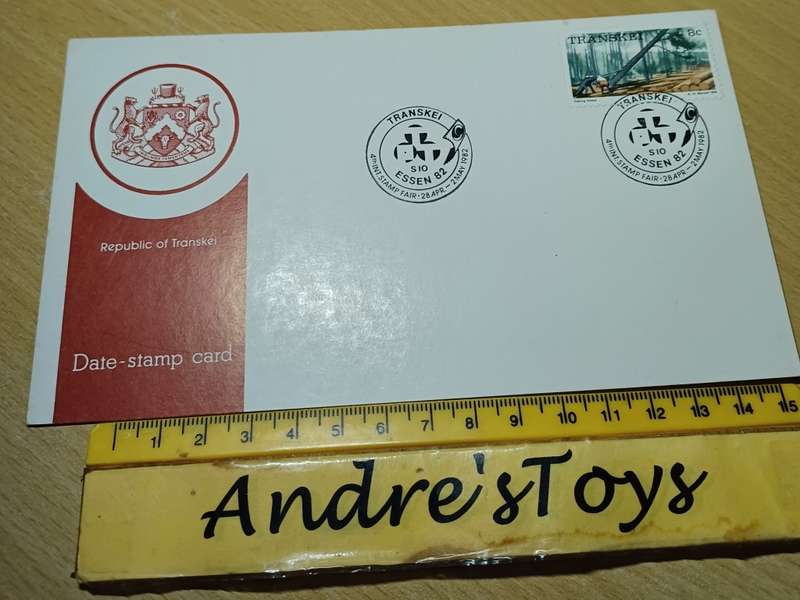 TRANSKEI 8c
TRANSKEI
S10
ESSEN 82
4th INT. STAMP FAIR · 28 APR. – 2 MAY 1982
TRANSKEI
S10
ESSEN 82
4th INT. STAMP FAIR · 28 APR. – 2 MAY 1982
Republic of Transkei
Date-stamp card
1 2 3 4 5 6 7 8 9 10 11 12 13 14 15
Andre'sToys